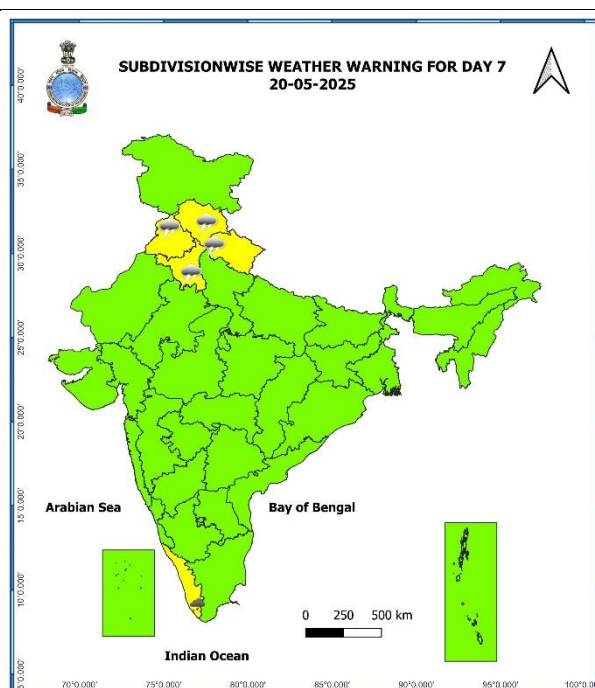 SUBDIVISIONWISE WEATHER WARNING FOR DAY 7
20-05-2025
40°0.000'
35°0.000'
30°0.000'
25°0.000'
20°0.000'
15°0.000'
10°0.000'
5°0.000'
Arabian Sea
Bay of Bengal
0 250 500 km
Indian Ocean
70°0.000' 75°0.000' 80°0.000' 85°0.000' 90°0.000' 95°0.000' 100°0.000'